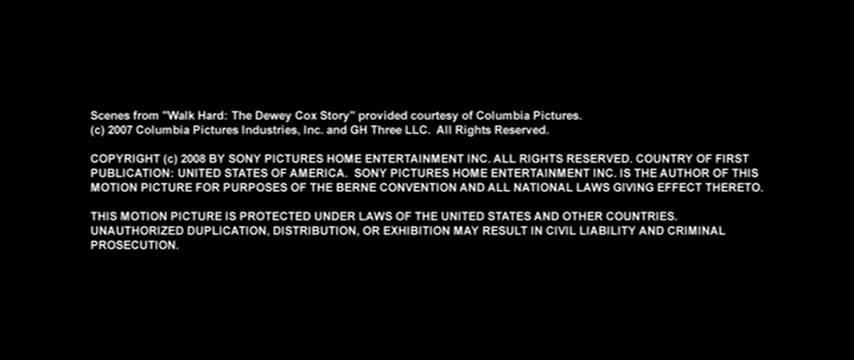 Scenes from "Walk Hard: The Dewey Cox Story" provided courtesy of Columbia Pictures.
(c) 2007 Columbia Pictures Industries, Inc. and GH Three LLC.  All Rights Reserved.
COPYRIGHT (c) 2008 BY SONY PICTURES HOME ENTERTAINMENT INC. ALL RIGHTS RESERVED. COUNTRY OF FIRST
PUBLICATION: UNITED STATES OF AMERICA.  SONY PICTURES HOME ENTERTAINMENT INC. IS THE AUTHOR OF THIS
MOTION PICTURE FOR PURPOSES OF THE BERNE CONVENTION AND ALL NATIONAL LAWS GIVING EFFECT THERETO.
THIS MOTION PICTURE IS PROTECTED UNDER LAWS OF THE UNITED STATES AND OTHER COUNTRIES.
UNAUTHORIZED DUPLICATION, DISTRIBUTION, OR EXHIBITION MAY RESULT IN CIVIL LIABILITY AND CRIMINAL
PROSECUTION.